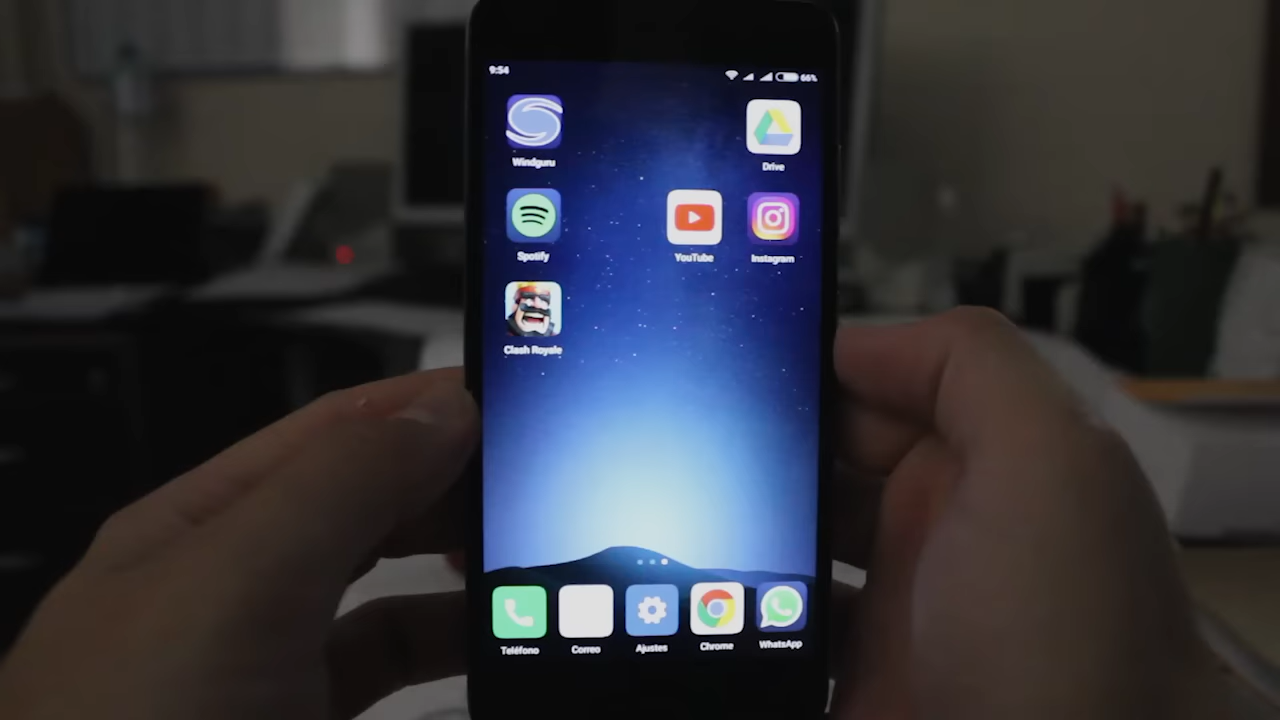 9:54 66%
Windguru Drive
Spotify YouTube Instagram
Clash Royale
Teléfono Correo Ajustes Chrome WhatsApp